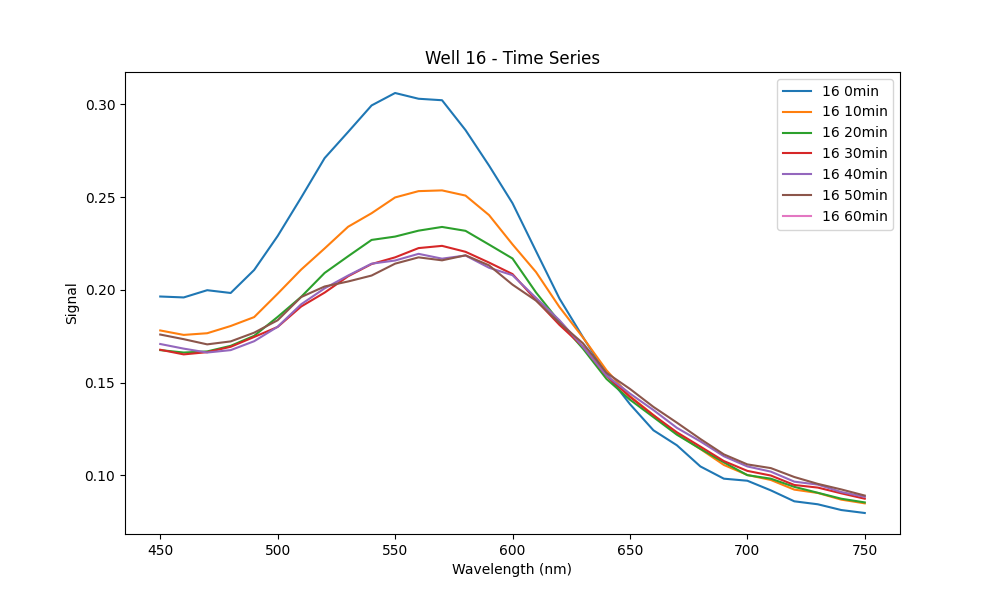 Well 16 - Time Series
Signal
0.30
0.25
0.20
0.15
0.10
16 0min
16 10min
16 20min
16 30min
16 40min
16 50min
16 60min
450 500 550 600 650 700 750
Wavelength (nm)